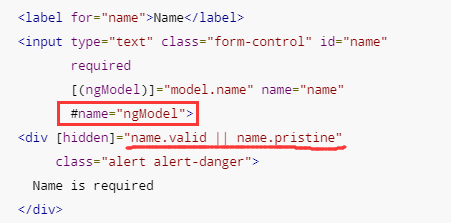 <label for="name">Name</label>
<input type="text" class="form-control" id="name"
required
[(ngModel)]="model.name" name="name"
#name="ngModel">
<div [hidden]="name.valid || name.pristine"
class="alert alert-danger">
Name is required
</div>